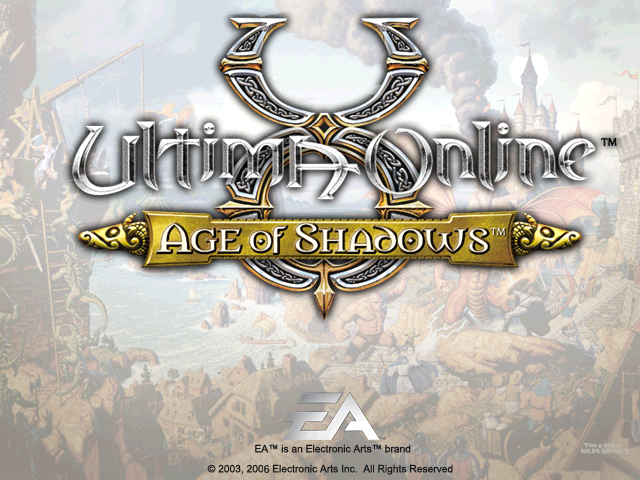 Ultima Online™
Age of Shadows™
EA
EA™ is an Electronic Arts™ brand
© 2003, 2006 Electronic Arts Inc. All Rights Reserved